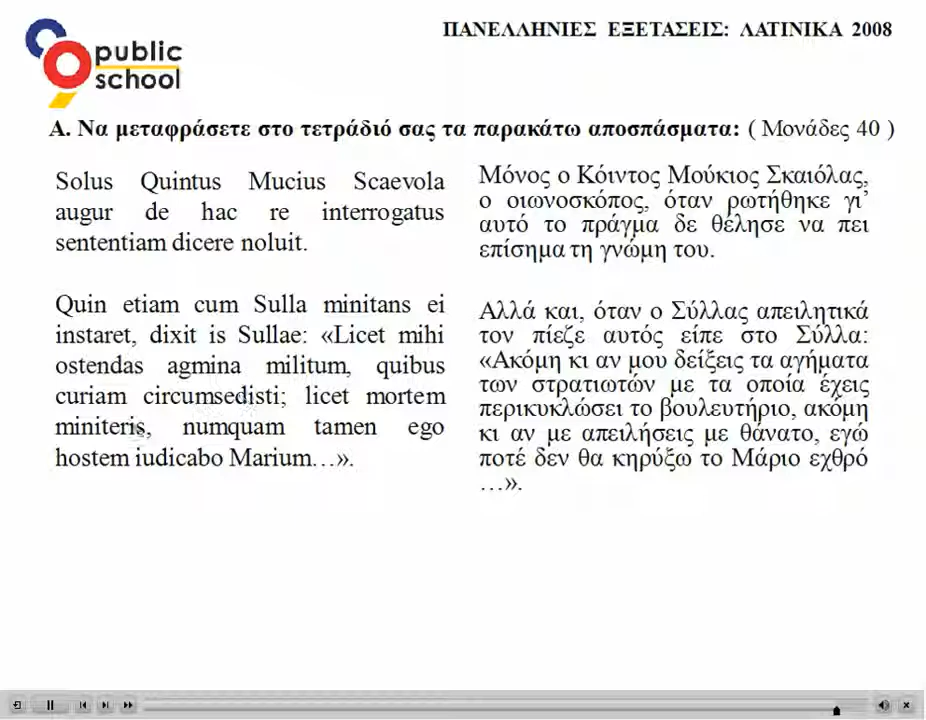 public
school
ΠΑΝΕΛΛΗΝΙΕΣ ΕΞΕΤΑΣΕΙΣ: ΛΑΤΙΝΙΚΑ 2008
Α. Να μεταφράσετε στο τετράδιό σας τα παρακάτω αποσπάσματα: ( Μονάδες 40 )
Solus Quintus Mucius Scaevola
augur de hac re interrogatus
sententiam dicere noluit.
Quin etiam cum Sulla minitans ei
instaret, dixit is Sullae: «Licet mihi
ostendas agmina militum, quibus
curiam circumsedisti; licet mortem
miniteris, numquam tamen ego
hostem iudicabo Marium…».
Μόνος ο Κόιντος Μούκιος Σκαιόλας,
ο οιωνοσκόπος, όταν ρωτήθηκε γι’
αυτό το πράγμα δε θέλησε να πει
επίσημα τη γνώμη του.
Αλλά και, όταν ο Σύλλας απειλητικά
τον πίεζε αυτός είπε στο Σύλλα:
«Ακόμη κι αν μου δείξεις τα αγήματα
των στρατιωτών με τα οποία έχεις
περικυκλώσει το βουλευτήριο, ακόμη
κι αν με απειλήσεις με θάνατο, εγώ
ποτέ δεν θα κηρύξω το Μάριο εχθρό
…».